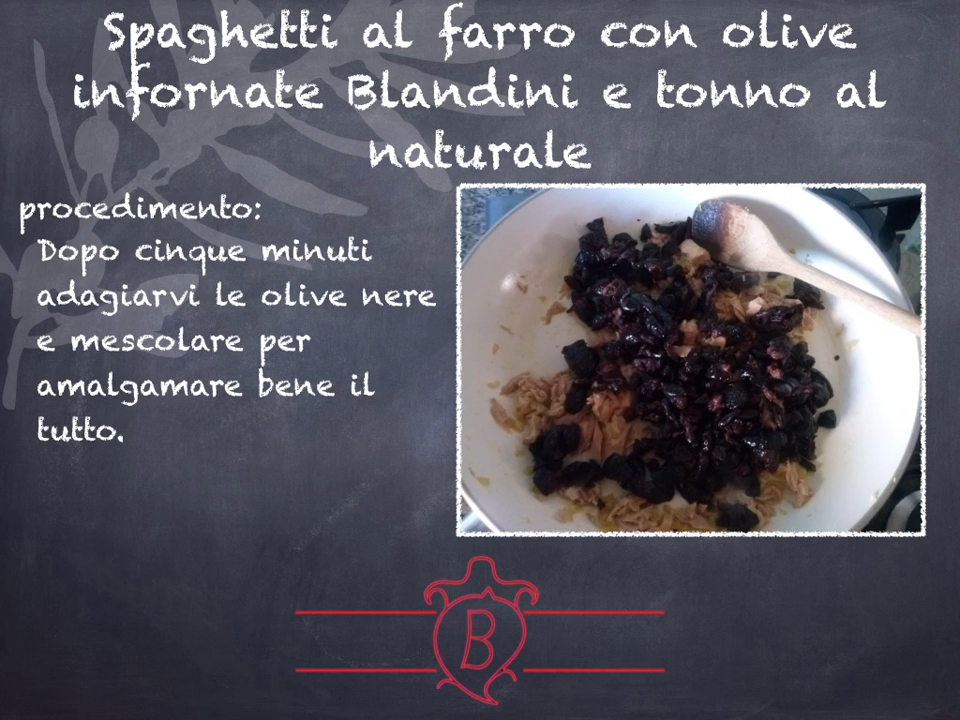 Spaghetti al farro con olive
infornate Blandini e tonno al
naturale
procedimento:
Dopo cinque minuti
adagiarvi le olive nere
e mescolare per
amalgamare bene il
tutto.
B